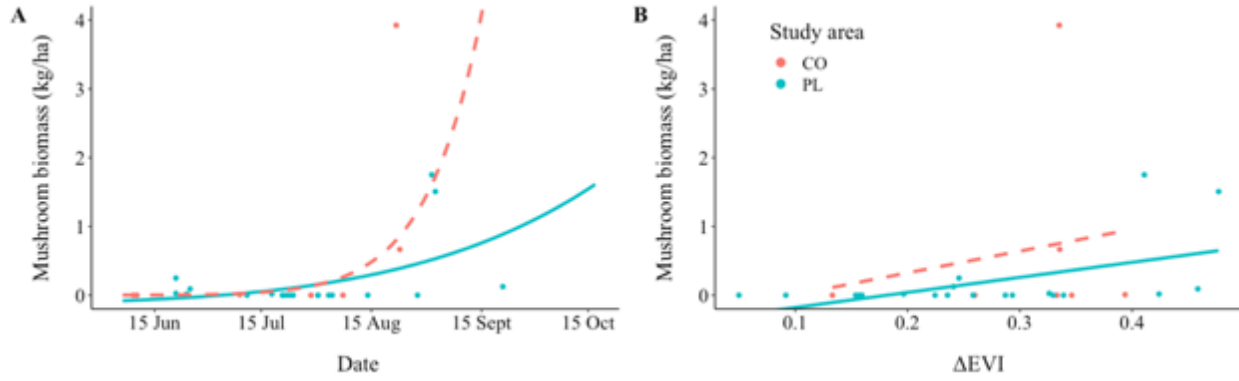 A
Mushroom biomass (kg/ha)
4
3
2
1
0
15 Jun
15 Jul
15 Aug
15 Sept
15 Oct
Date
B
Mushroom biomass (kg/ha)
4
3
2
1
0
Study area
CO
PL
0.1
0.2
0.3
0.4
ΔEVI